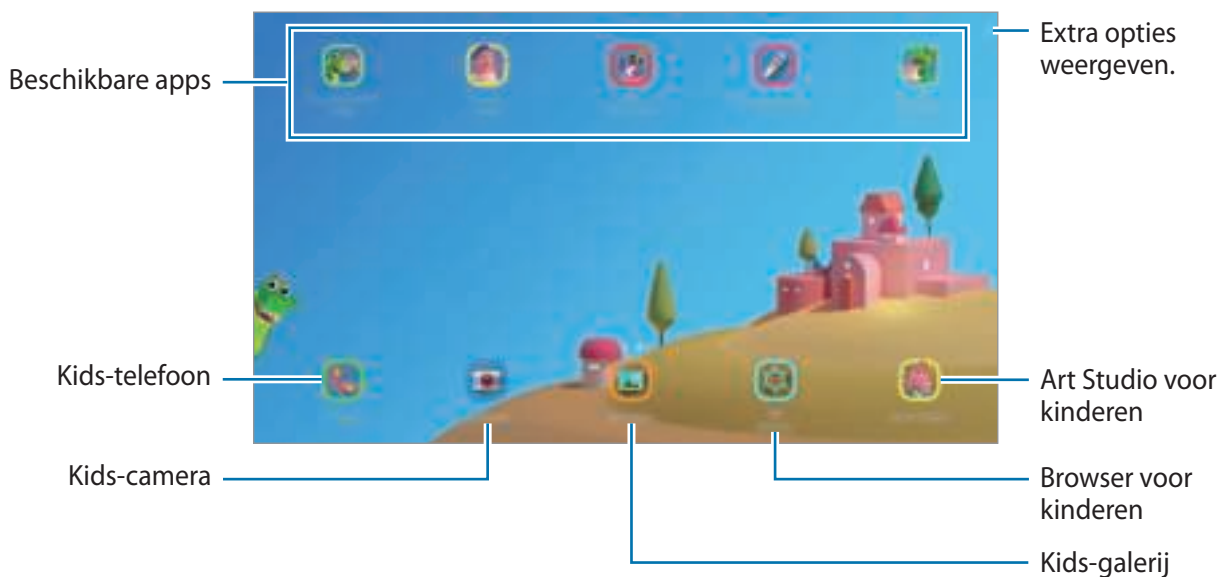 Extra opties
weergeven.
Beschikbare apps
Kids-telefoon
Art Studio voor
kinderen
Kids-camera
Browser voor
kinderen
Kids-galerij